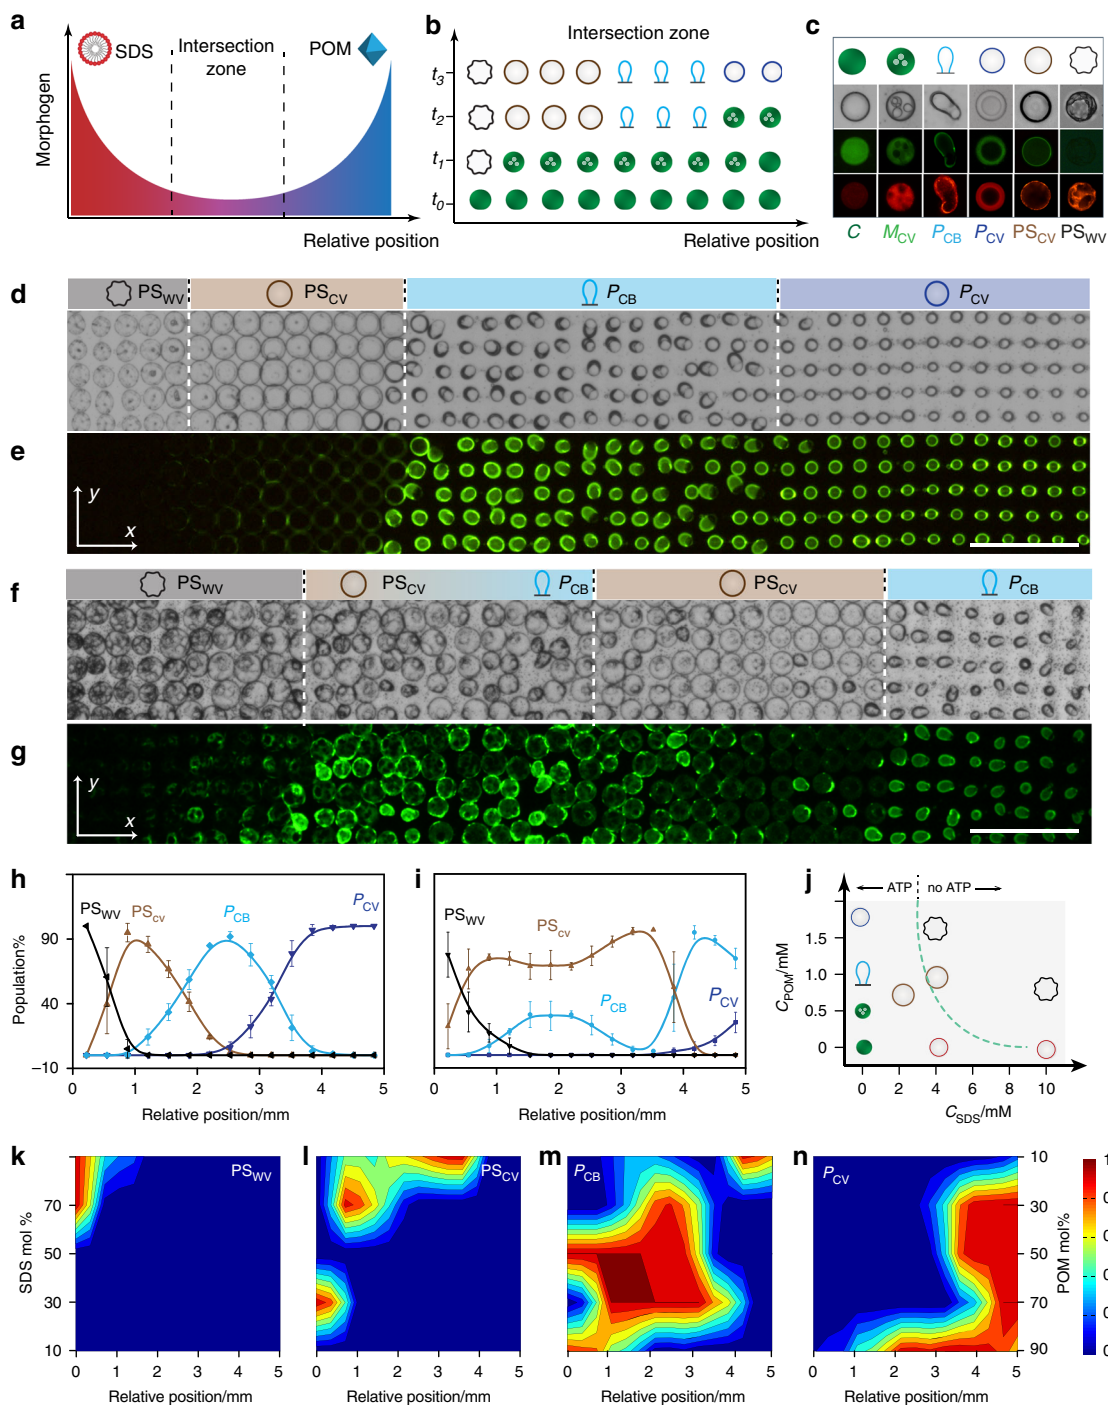 a
SDS
Intersection
zone
POM
Morphogen
Relative position
b
Intersection zone
t3
t2
t1
t0
Relative position
c
C
MCV
PCB
PCV
PSCV
PSWV
d
PSWV
PSCV
PCB
PCV
e
y
x
f
PSWV
PSCV
PCB
PSCV
PCB
g
y
x
h
PSWV
PScv
PCB
PCV
90
40
–10
Population%
0 1 2 3 4 5
Relative position/mm
i
PSWV
PScv
PCB
PCV
0 1 2 3 4 5
Relative position/mm
j
ATP
no ATP
1.5
1.0
0.5
0
CPOM/mM
0 2 4 6 8 10
CSDS/mM
k
PSWV
70
50
30
10
SDS mol %
0 1 2 3 4 5
Relative position/mm
l
PSCV
0 1 2 3 4 5
Relative position/mm
m
PCB
0 1 2 3 4 5
Relative position/mm
n
PCV
10
30
50
70
90
POM mol%
0 1 2 3 4 5
Relative position/mm
1
0